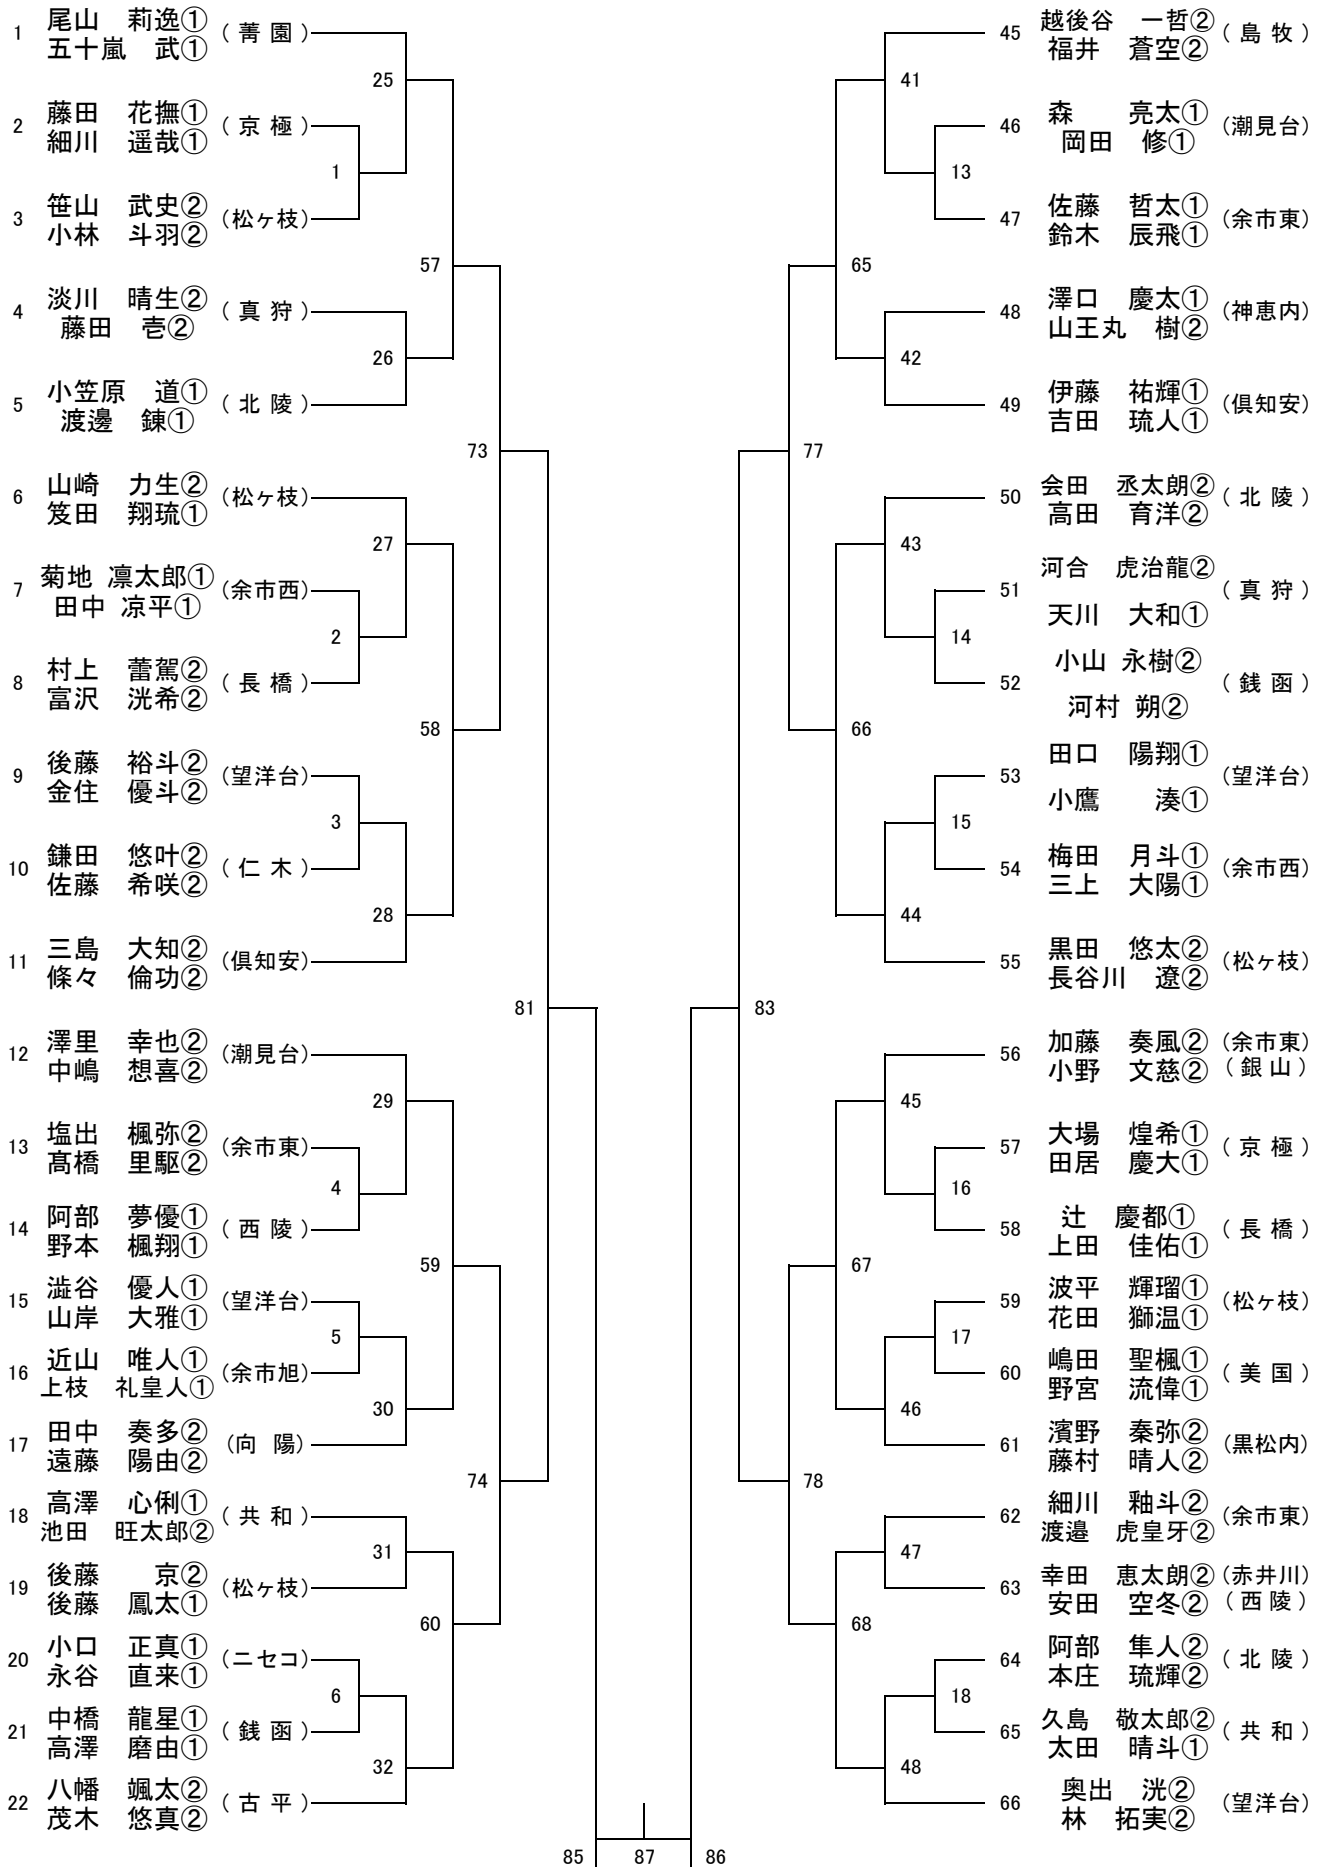 1 尾山 莉逸① (菁園)
五十嵐 武①
25
2 藤田 花撫① (京極)
細川 遥哉①
1
3 笹山 武史② (松ヶ枝)
小林 斗羽②
57
4 淡川 晴生② (真狩)
藤田 壱②
26
5 小笠原 道① (北陵)
渡邊 錬①
73
6 山崎 力生② (松ヶ枝)
笈田 翔琉①
27
7 菊地 凛太郎① (余市西)
田中 凉平①
2
8 村上 蕾駕② (長橋)
富沢 洸希②
58
9 後藤 裕斗② (望洋台)
金住 優斗②
3
10 鎌田 悠叶② (仁木)
佐藤 希咲②
28
11 三島 大知② (倶知安)
條々 倫功②
81
12 澤里 幸也② (潮見台)
中嶋 想喜②
29
13 塩出 楓弥② (余市東)
髙橋 里駆②
4
14 阿部 夢優① (西陵)
野本 楓翔①
59
15 澁谷 優人① (望洋台)
山岸 大雅①
5
16 近山 唯人① (余市旭)
上枝 礼皇人①
30
17 田中 奏多② (向陽)
遠藤 陽由②
74
18 高澤 心俐① (共和)
池田 旺太郎②
31
19 後藤 京② (松ヶ枝)
後藤 鳳太①
60
20 小口 正真① (ニセコ)
永谷 直来①
6
21 中橋 龍星① (銭函)
高澤 磨由①
32
22 八幡 颯太② (古平)
茂木 悠真②
85 87 86
45 越後谷 一哲② (島牧)
福井 蒼空②
41
46 森 亮太① (潮見台)
岡田 修①
13
47 佐藤 哲太① (余市東)
鈴木 辰飛①
65
48 澤口 慶太① (神恵内)
山王丸 樹②
42
49 伊藤 祐輝① (倶知安)
吉田 琉人①
77
50 会田 丞太朗② (北陵)
高田 育洋②
43
51 河合 虎治龍② (真狩)
天川 大和①
14
52 小山 永樹② (銭函)
河村 朔②
66
53 田口 陽翔① (望洋台)
小鷹 湊①
15
54 梅田 月斗① (余市西)
三上 大陽①
44
55 黒田 悠太② (松ヶ枝)
長谷川 遼②
83
56 加藤 奏風② (余市東)
小野 文慈② (銀山)
45
57 大場 煌希① (京極)
田居 慶大①
16
58 辻 慶都① (長橋)
上田 佳佑①
67
59 波平 輝瑠① (松ヶ枝)
花田 獅温①
17
60 嶋田 聖楓① (美国)
野宮 流偉①
46
61 濱野 秦弥② (黒松内)
藤村 晴人②
78
62 細川 釉斗② (余市東)
渡邉 虎皇牙②
47
63 幸田 恵太朗② (赤井川)
安田 空冬② (西陵)
68
64 阿部 隼人② (北陵)
本庄 琉輝②
18
65 久島 敬太郎② (共和)
太田 晴斗①
48
66 奥出 洸② (望洋台)
林 拓実②